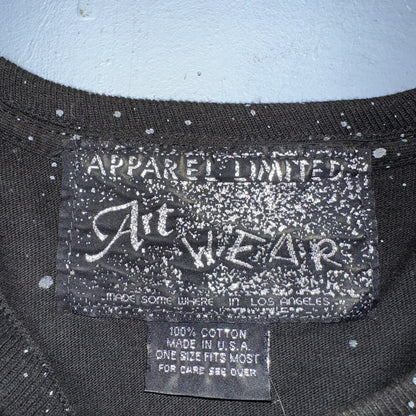 APPAREL LIMITED
Art WEAR
MADE SOME WHERE IN LOS ANGELES
100% COTTON
MADE IN U.S.A.
ONE SIZE FITS MOST
FOR CARE SEE OVER